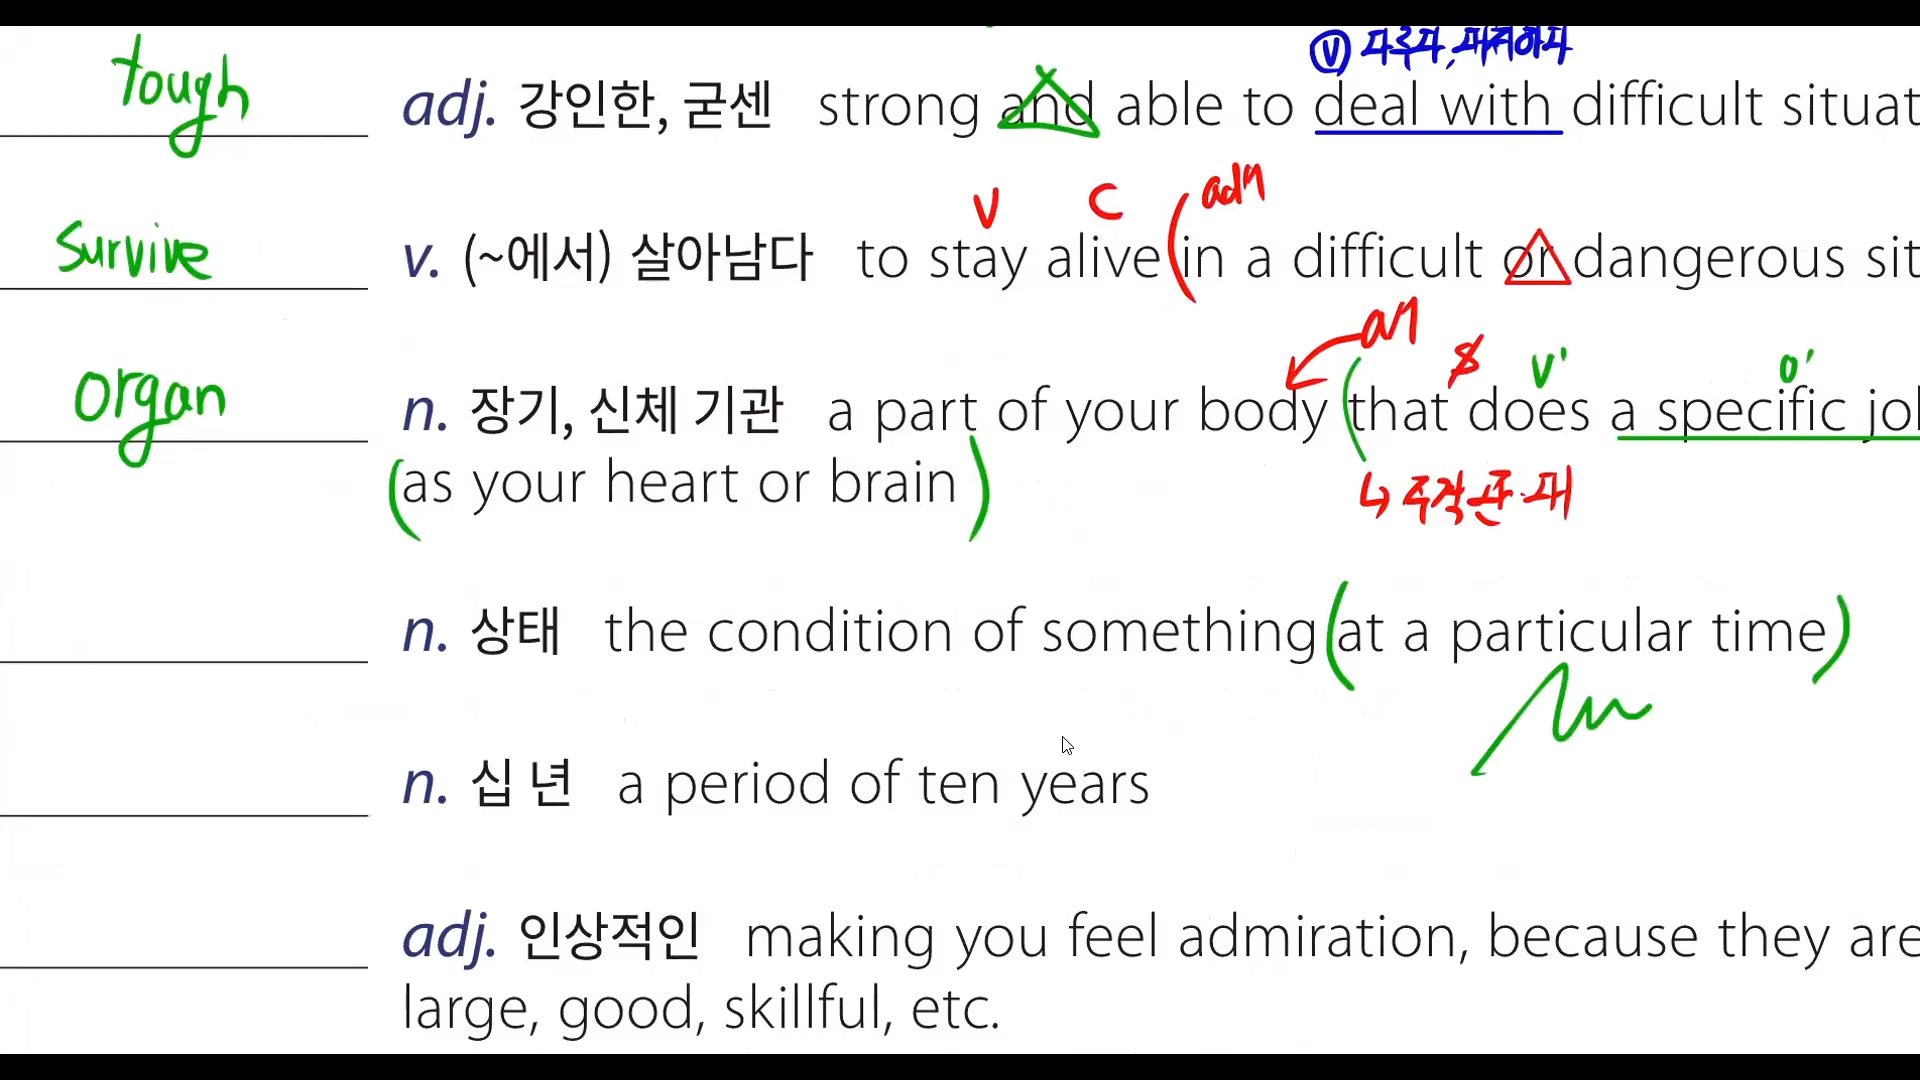 ⓥ 다루다, 대처하다
tough adj. 강인한, 굳센 strong and able to deal with difficult situat
V C
survive v. (~에서) 살아남다 to stay alive (in a difficult or dangerous sit
S V' O'
organ n. 장기, 신체 기관 a part of your body (that does a specific jo
(as your heart or brain)
↳ 주격 관·대
n. 상태 the condition of something (at a particular time)
n. 십 년 a period of ten years
adj. 인상적인 making you feel admiration, because they are
large, good, skillful, etc.